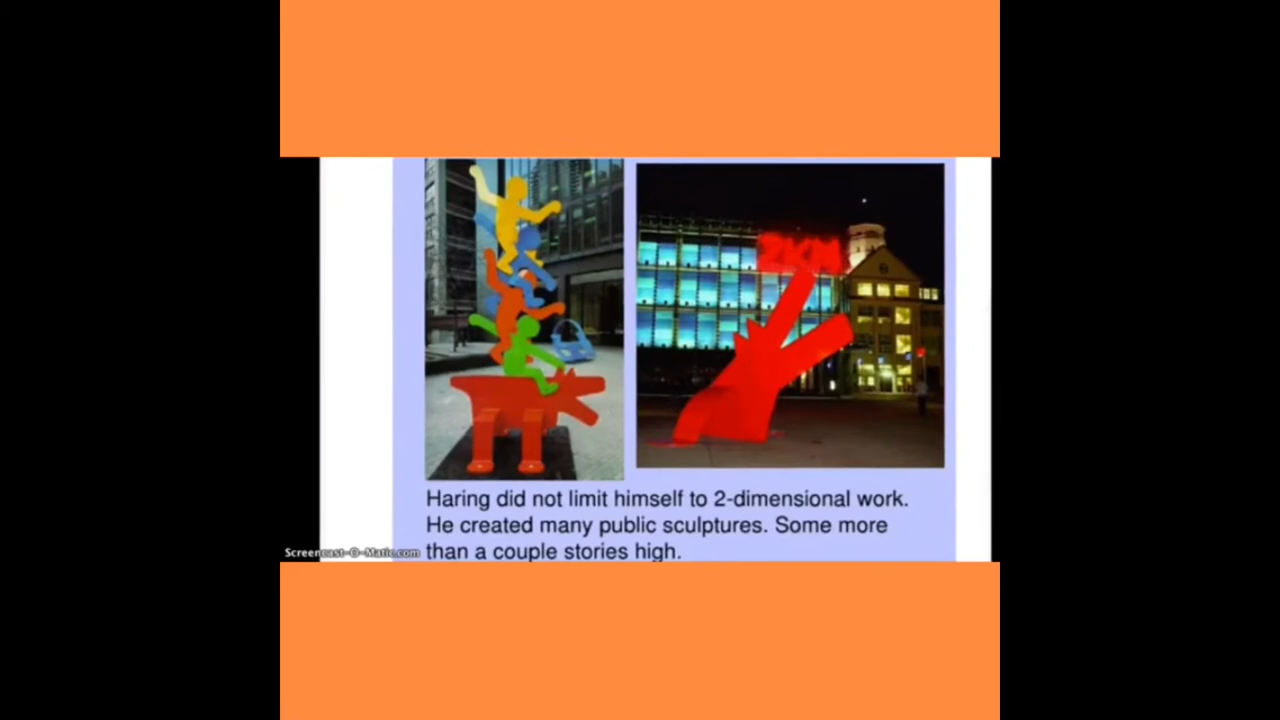 ZKM
Haring did not limit himself to 2-dimensional work.
He created many public sculptures. Some more
than a couple stories high.
Screencast-O-Matic.com